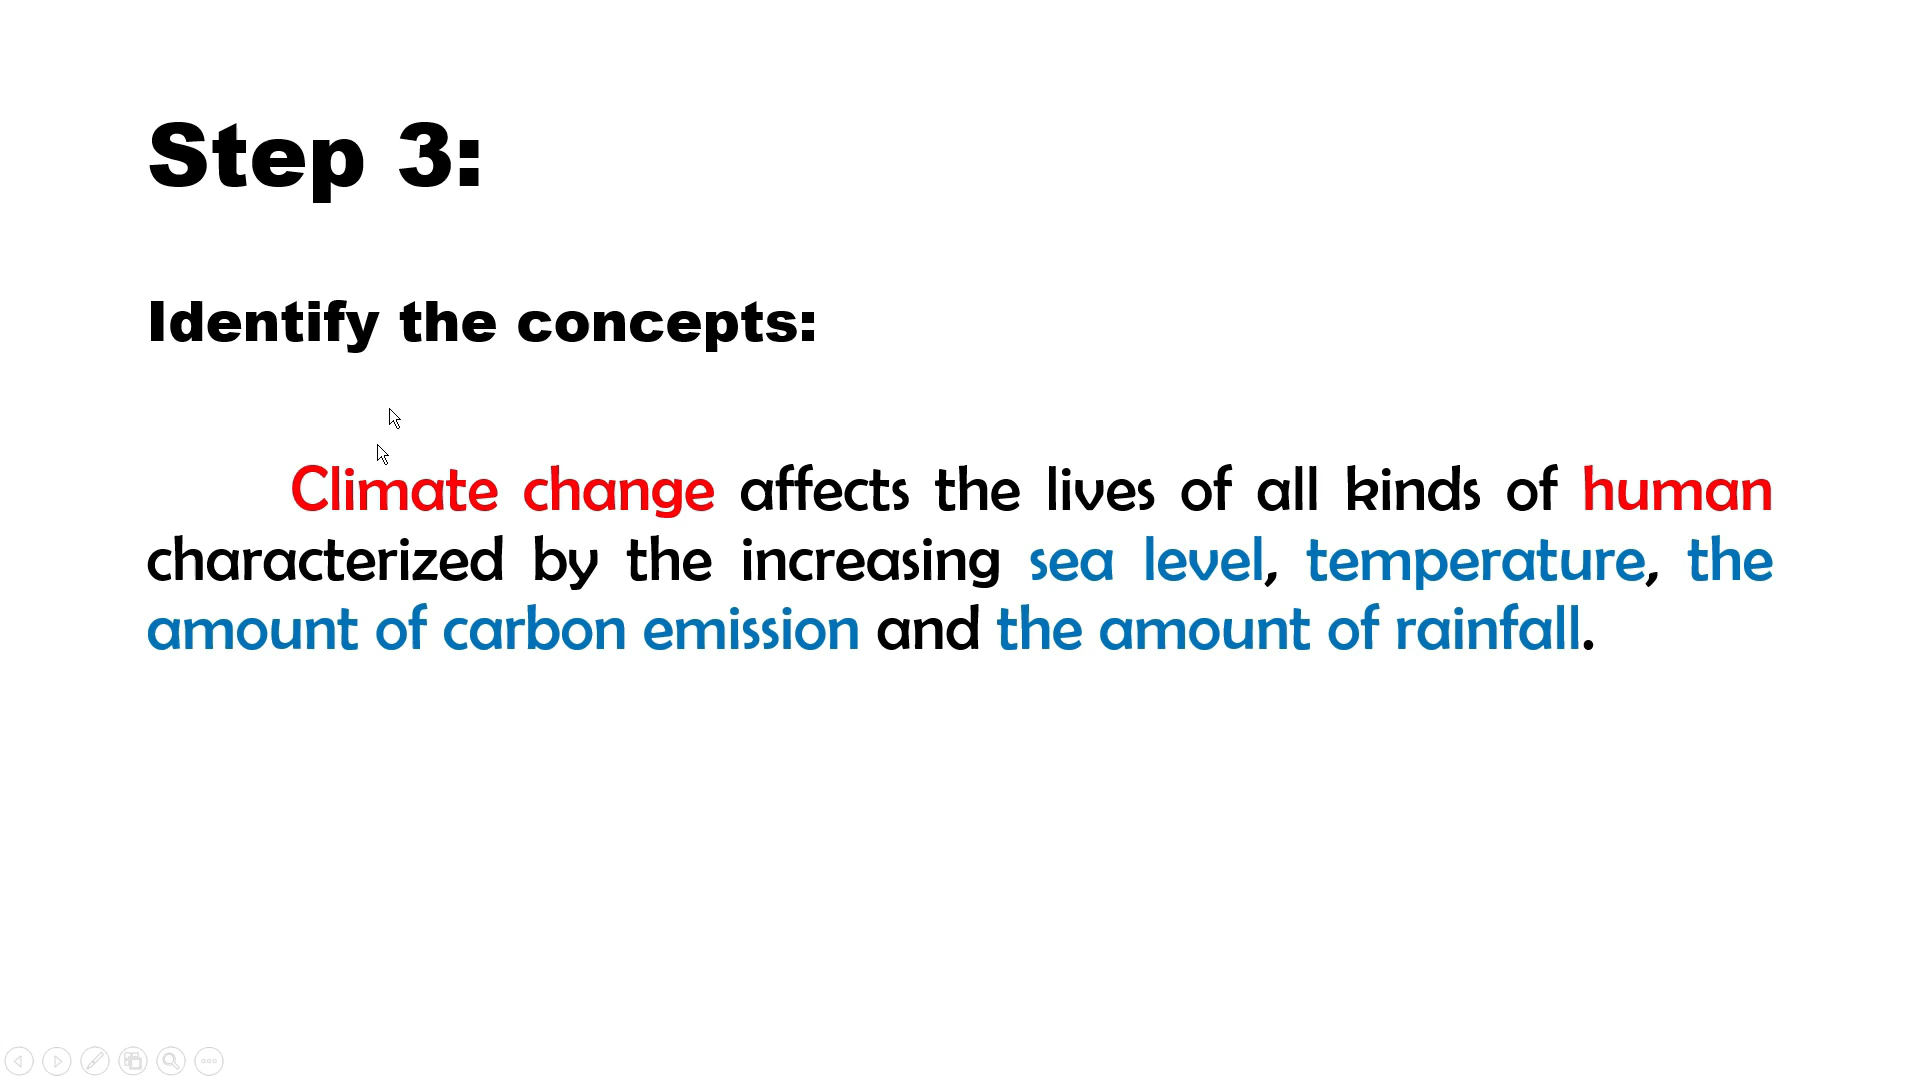 Step 3:
Identify the concepts:
Climate change affects the lives of all kinds of human
characterized by the increasing sea level, temperature, the
amount of carbon emission and the amount of rainfall.